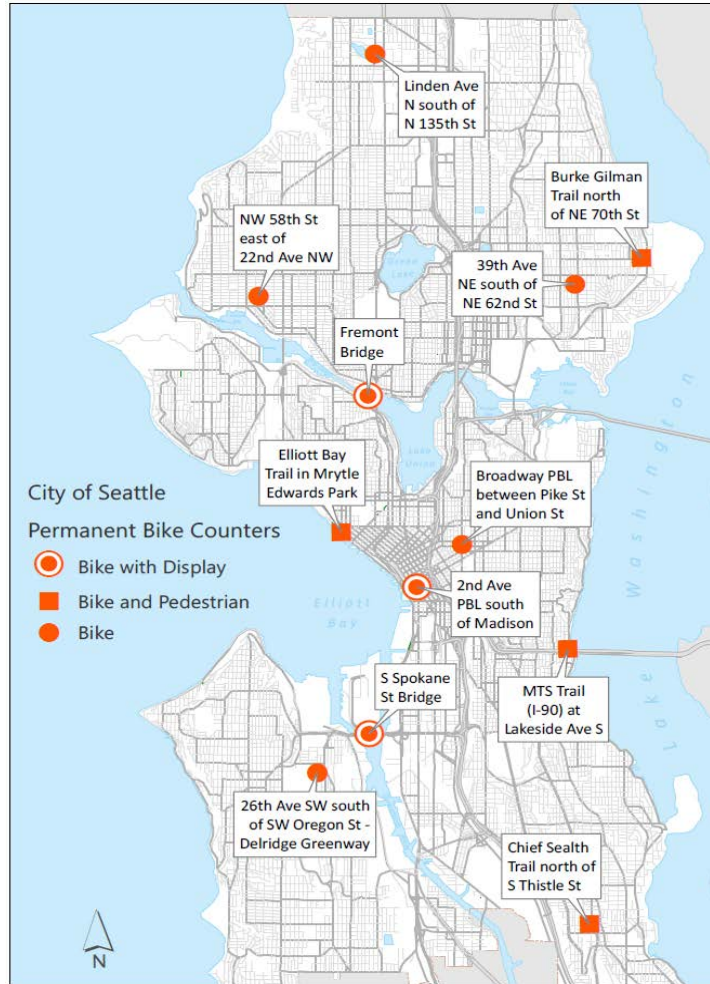 Linden Ave
N south of
N 135th St
Burke Gilman
Trail north
of NE 70th St
NW 58th St
east of
22nd Ave NW
39th Ave
NE south of
NE 62nd St
Fremont
Bridge
Elliott Bay
Trail in Mrytle
Edwards Park
Broadway PBL
between Pike St
and Union St
City of Seattle
Permanent Bike Counters
Bike with Display
Bike and Pedestrian
Bike
2nd Ave
PBL south
of Madison
Elliott
Bay
Lake
Union
Lake Washington
S Spokane
St Bridge
MTS Trail
(I-90) at
Lakeside Ave S
26th Ave SW south
of SW Oregon St -
Delridge Greenway
Chief Sealth
Trail north of
S Thistle St
N